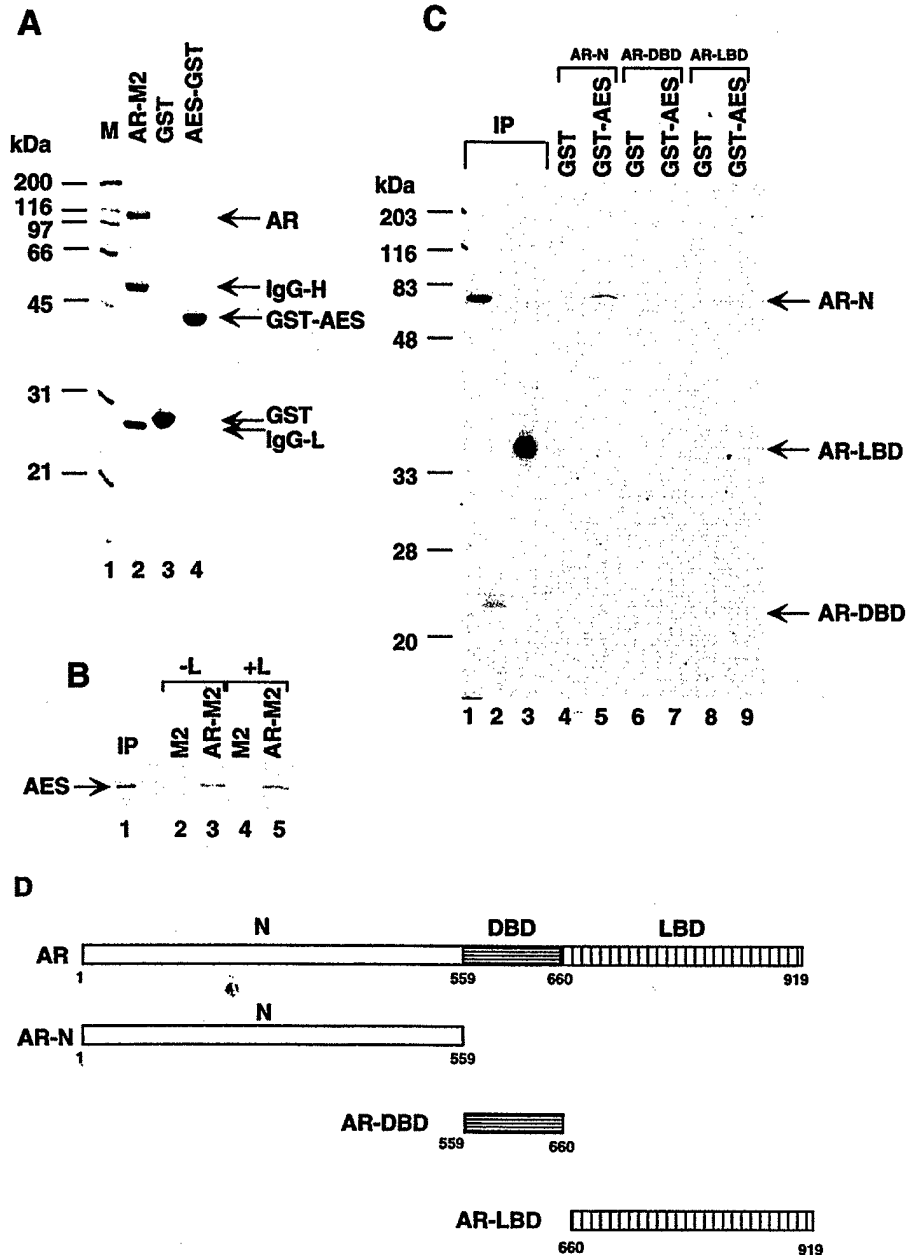 A
kDa
M
AR-M2
GST
AES-GST
200
116
97
66
45
31
21
AR
IgG-H
GST-AES
GST
IgG-L
1 2 3 4
B
-L +L
IP
M2
AR-M2
M2
AR-M2
AES
1 2 3 4 5
C
AR-N AR-DBD AR-LBD
IP
GST
GST-AES
GST
GST-AES
GST
GST-AES
kDa
203
116
83
48
33
28
20
AR-N
AR-LBD
AR-DBD
1 2 3 4 5 6 7 8 9
D
N DBD LBD
AR
1 559 660 919
N
AR-N
1 559
AR-DBD
559 660
AR-LBD
660 919